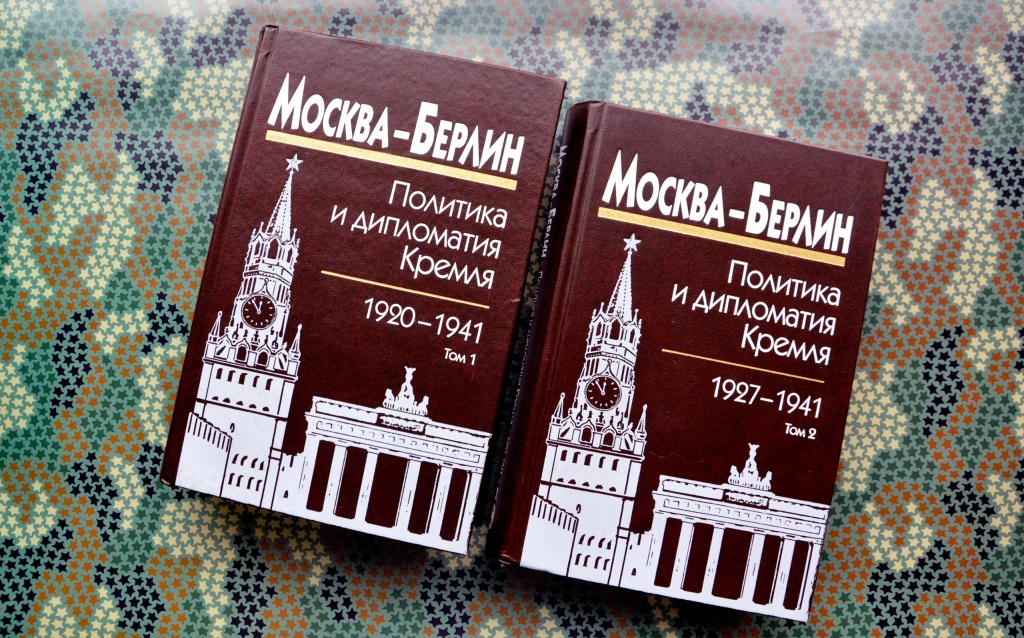 Москва–Берлин
Политика
и дипломатия
Кремля
1920–1941
Том 1
Москва–Берлин
Политика
и дипломатия
Кремля
1927–1941
Том 2